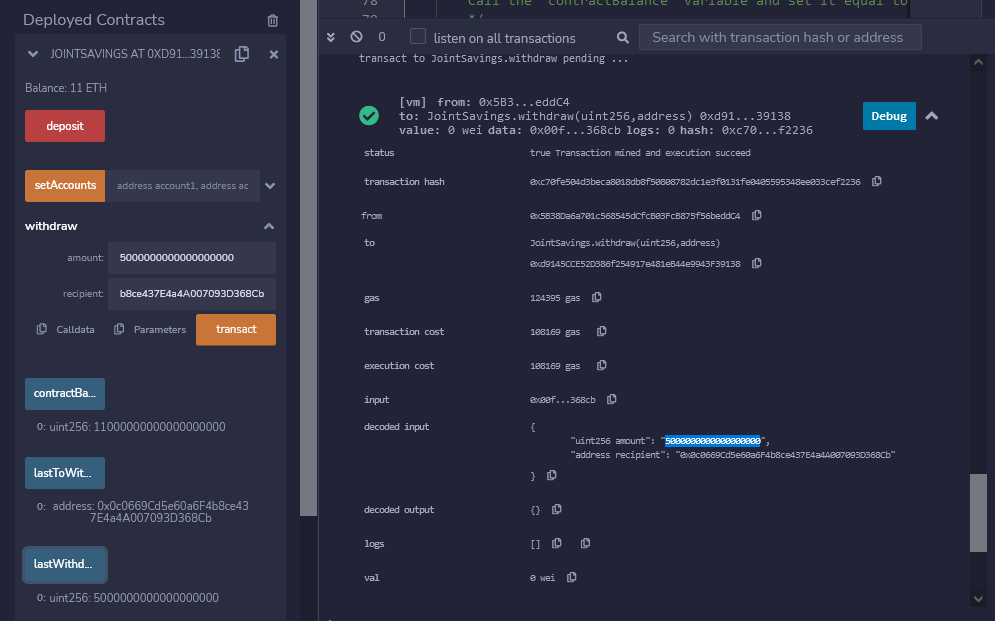 Deployed Contracts
JOINTSAVINGS AT 0XD91...39138
Balance: 11 ETH
deposit
setAccounts
address account1, address ac
withdraw
amount:
5000000000000000000
recipient:
b8ce437E4a4A007093D368Cb
Calldata
Parameters
transact
contractBa...
0: uint256: 11000000000000000000
lastToWit...
0: address: 0x0c0669Cd5e60a6F4b8ce43
7E4a4A007093D368Cb
lastWithd...
0: uint256: 5000000000000000000
78
Call the `contractBalance` variable and set it equal to
*/
0
listen on all transactions
Search with transaction hash or address
transact to JointSavings.withdraw pending ...
[vm] from: 0x5B3...eddC4
to: JointSavings.withdraw(uint256,address) 0xd91...39138
value: 0 wei data: 0x00f...368cb logs: 0 hash: 0xc70...f2236
Debug
status
true Transaction mined and execution succeed
transaction hash
0xc70fe504d3beca8018db8f50808782dc1e3f0131fe0405595348ee033cef2236
from
0x5B38Da6a701c568545dCfcB03FcB875f56beddC4
to
JointSavings.withdraw(uint256,address)
0xd9145CCE52D386f254917e481eB44e9943F39138
gas
124395 gas
transaction cost
108169 gas
execution cost
108169 gas
input
0x00f...368cb
decoded input
{
"uint256 amount": "5000000000000000000",
"address recipient": "0x0c0669Cd5e60a6F4b8ce437E4a4A007093D368Cb"
}
decoded output
{}
logs
[]
val
0 wei